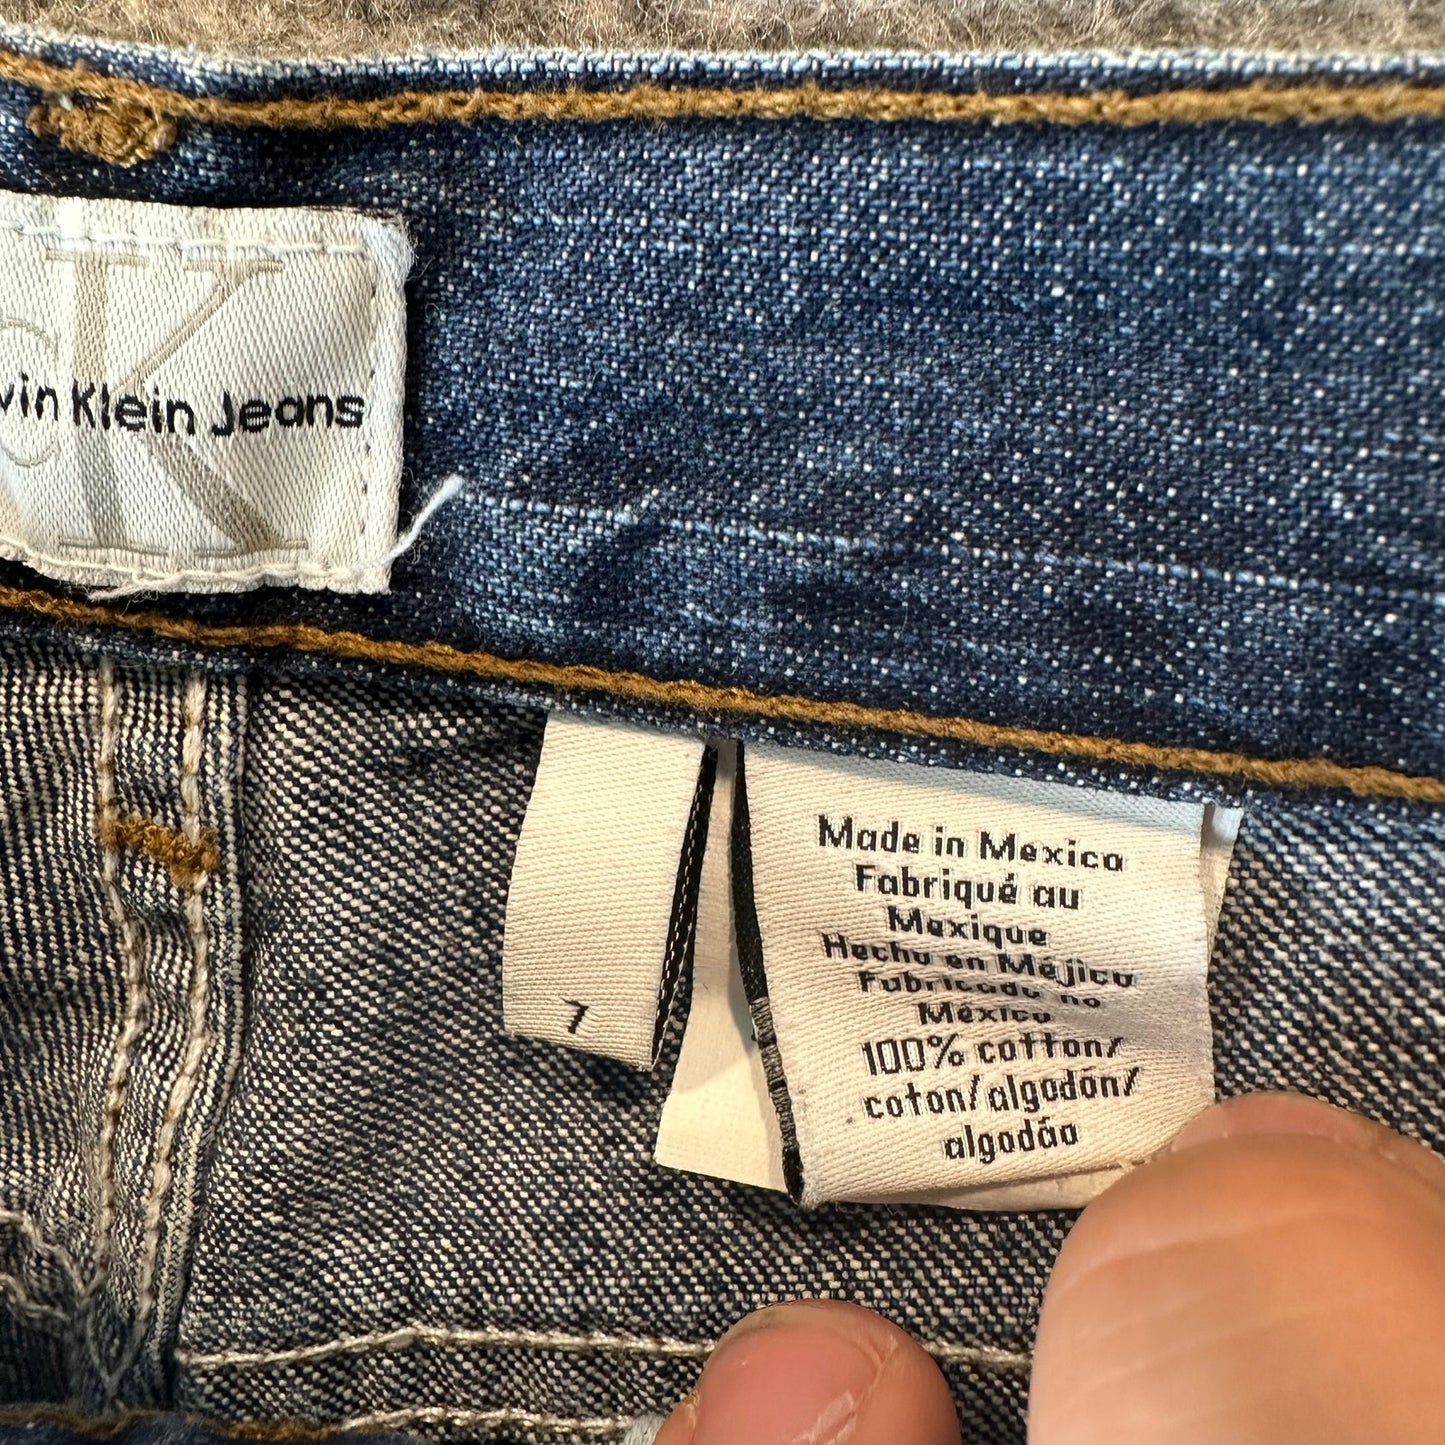 CK
vin Klein Jeans
7
Made in Mexico
Fabriqué au
Mexique
Hecho en Méjico
Fabricado no
México
100% cotton/
coton/algodón/
algodão